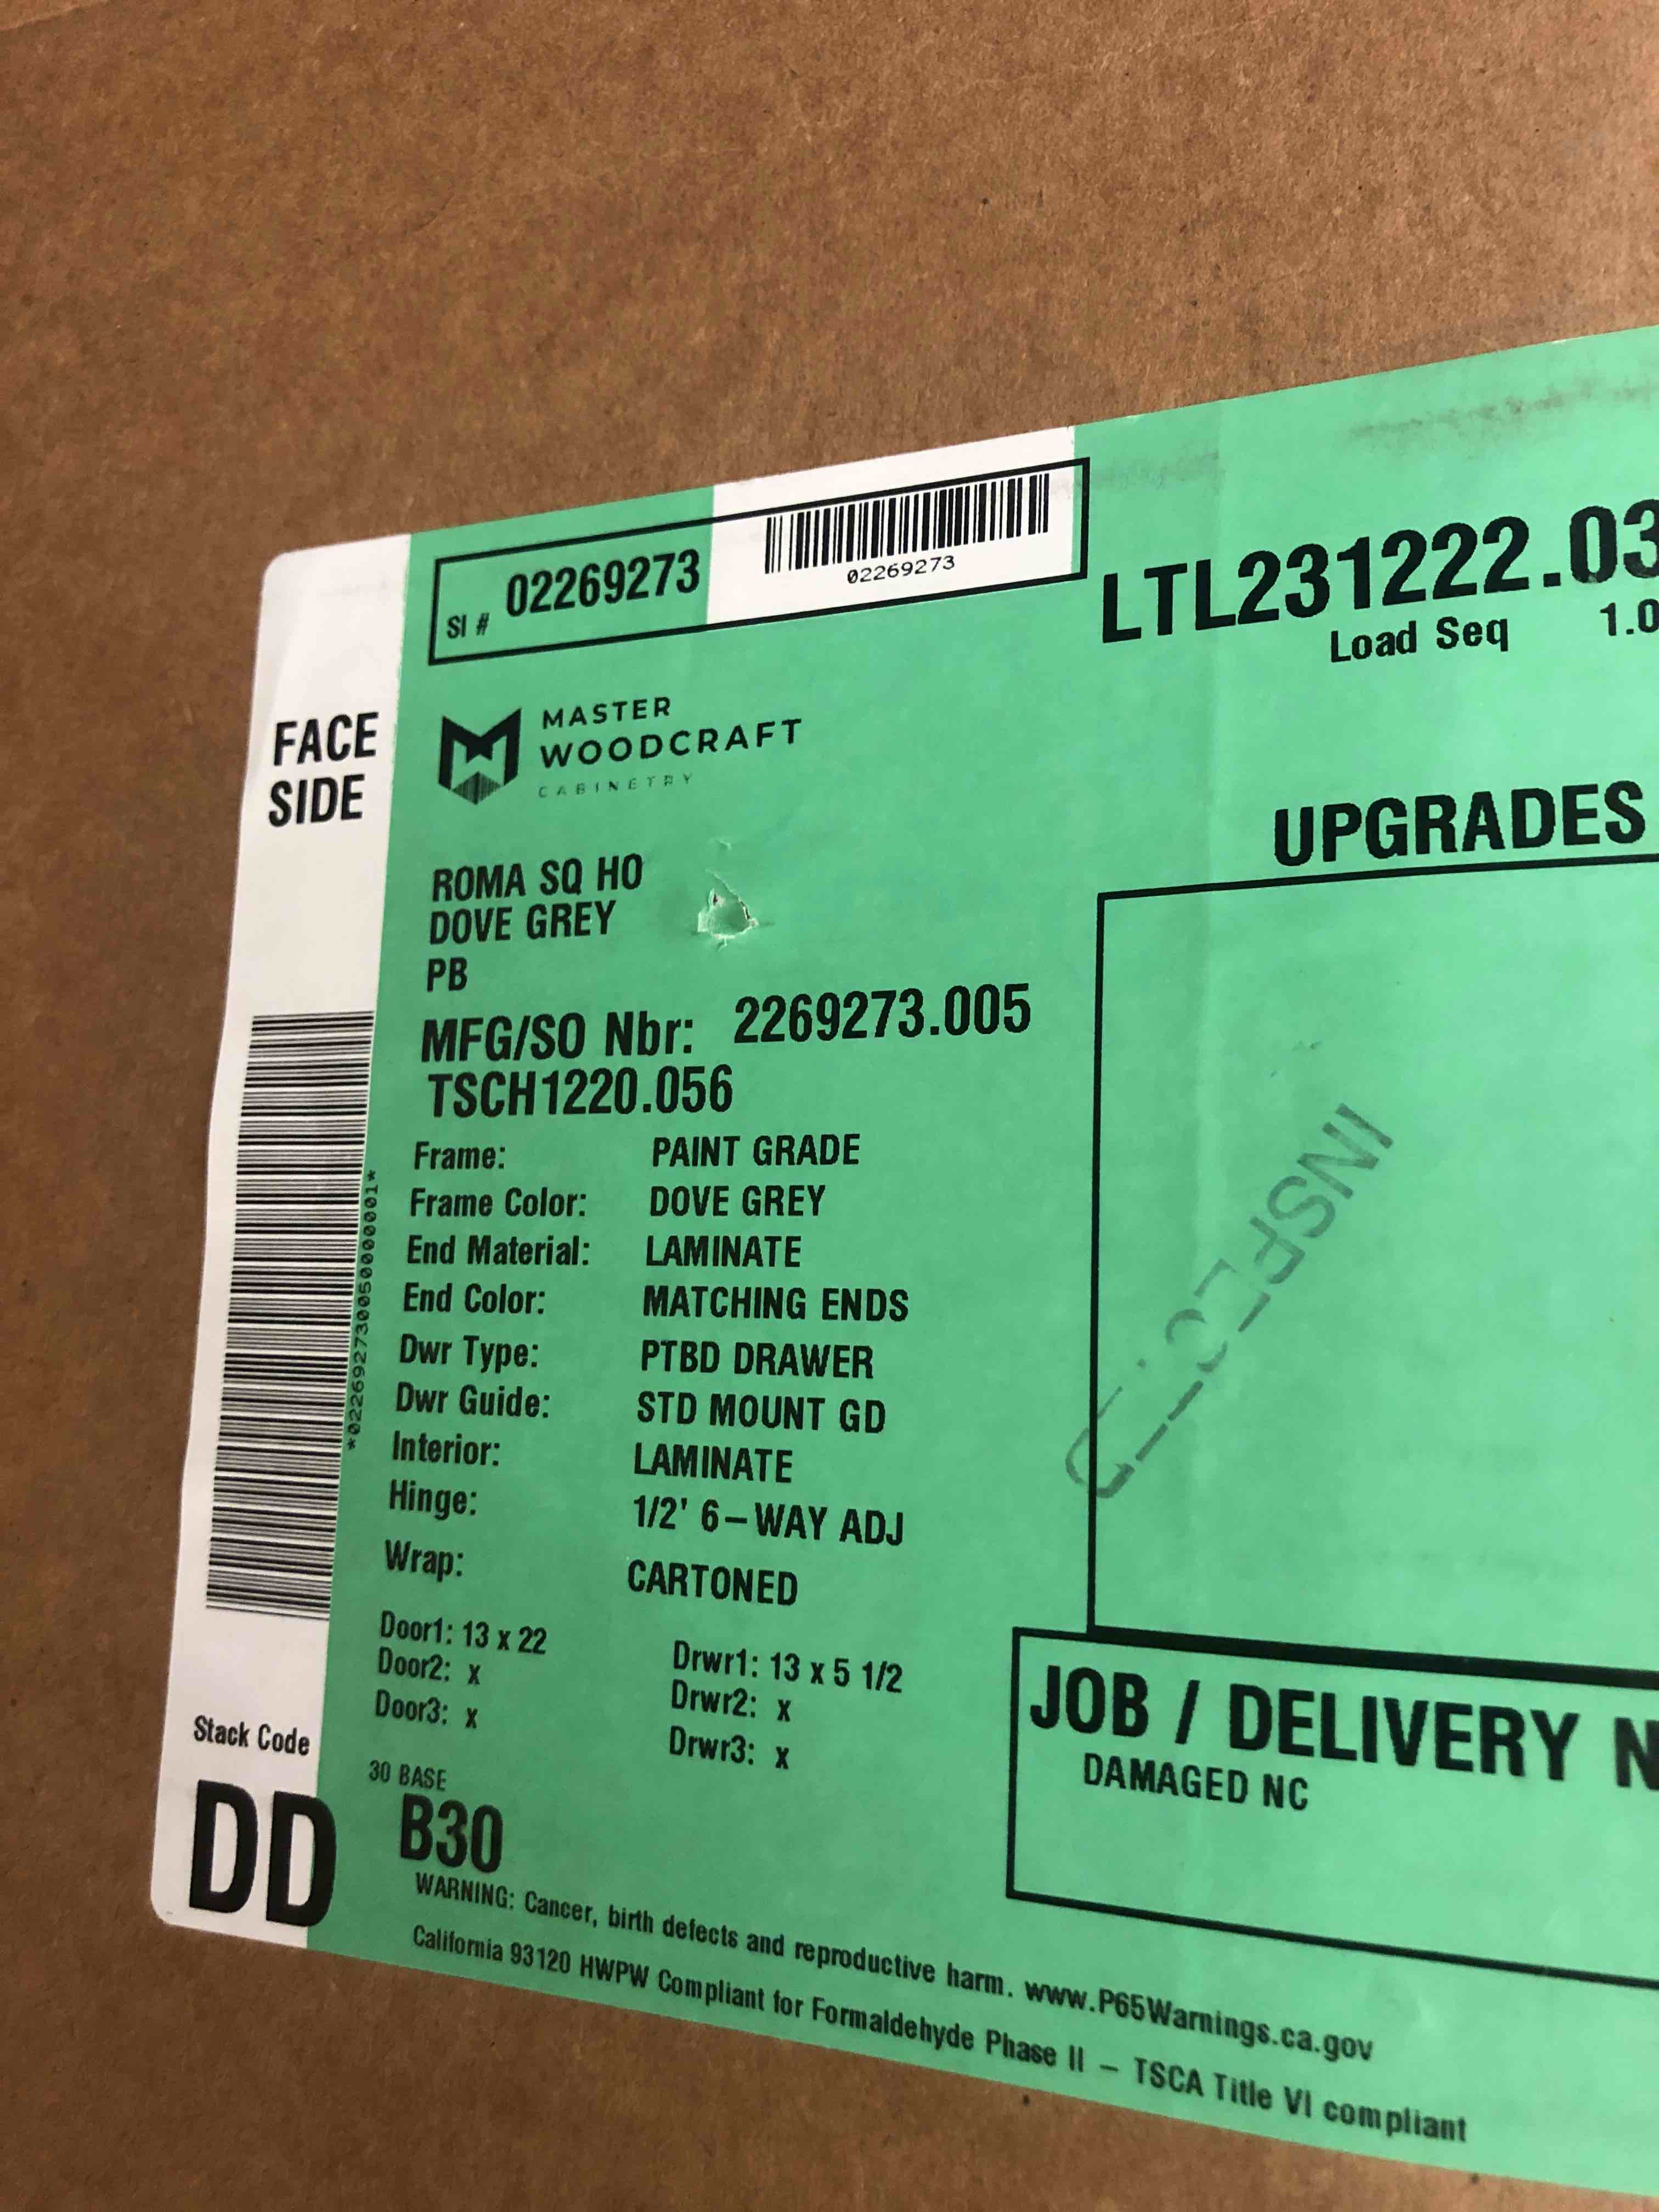 SI # 02269273
02269273
LTL231222.03
Load Seq 1.0
FACE
SIDE
MASTER
WOODCRAFT
CABINETRY
UPGRADES
ROMA SQ HO
DOVE GREY
PB
MFG/SO Nbr: 2269273.005
TSCH1220.056
Frame: PAINT GRADE
Frame Color: DOVE GREY
End Material: LAMINATE
End Color: MATCHING ENDS
Dwr Type: PTBD DRAWER
Dwr Guide: STD MOUNT GD
Interior: LAMINATE
Hinge: 1/2' 6-WAY ADJ
Wrap: CARTONED
INSPECTED
Door1: 13 x 22 Drwr1: 13 x 5 1/2
Door2: x Drwr2: x
Door3: x Drwr3: x
JOB / DELIVERY N
DAMAGED NC
Stack Code
DD
30 BASE
B30
WARNING: Cancer, birth defects and reproductive harm. www.P65Warnings.ca.gov
California 93120 HWPW Compliant for Formaldehyde Phase II - TSCA Title VI compliant